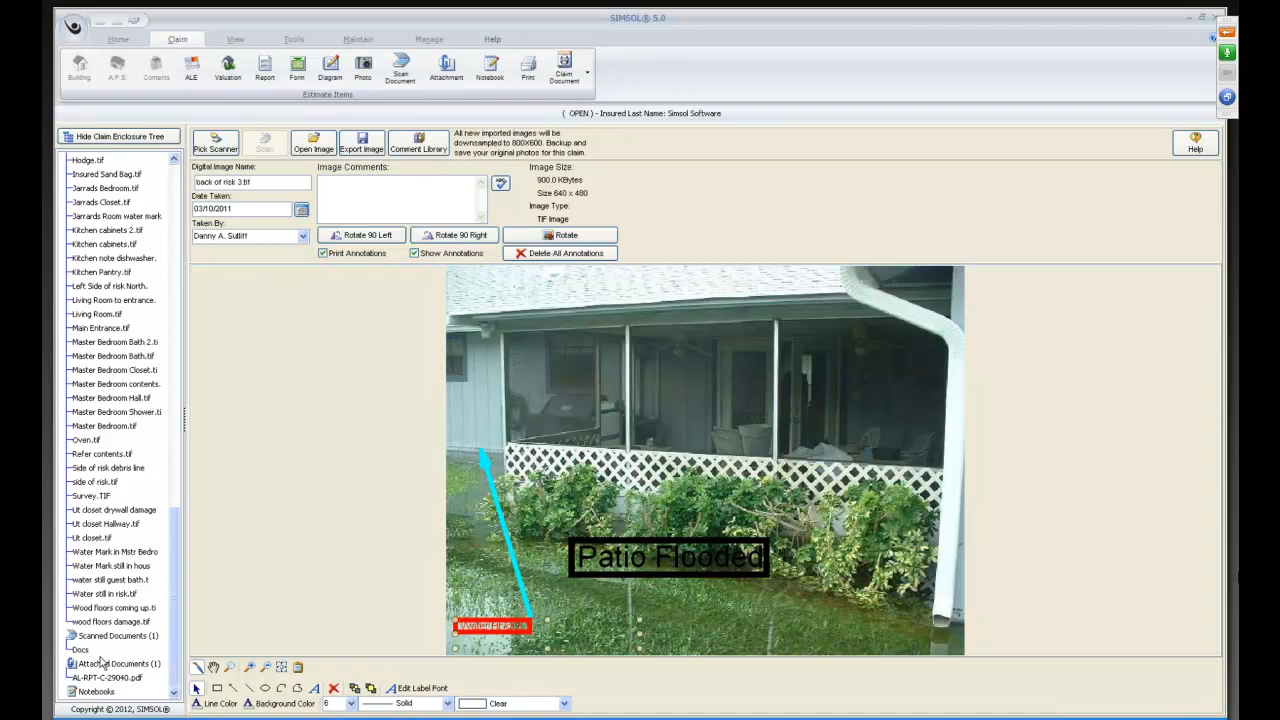 SIMSOL® 5.0
Home Claim View Tools Maintain Manage Help
Building A.P.S. Contents ALE Valuation Report Form Diagram Photo Scan Document Attachment Notebook Print Claim Document
Estimate Items
( OPEN ) - Insured Last Name: Simsol Software
Hide Claim Enclosure Tree
Hodge.tif
Insured Sand Bag.tif
Jarrads Bedroom.tif
Jarrads Closet.tif
Jarrards Room water mark
Kitchen cabinets 2.tif
Kitchen cabinets.tif
Kitchen note dishwasher.
Kitchen Pantry.tif
Left Side of risk North.
Living Room to entrance.
Living Room.tif
Main Entrance.tif
Master Bedroom Bath 2.ti
Master Bedroom Bath.tif
Master Bedroom Closet.ti
Master Bedroom contents.
Master Bedroom Hall.tif
Master Bedroom Shower.ti
Master Bedroom.tif
Oven.tif
Refer contents.tif
Side of risk debris line
side of risk.tif
Survey.TIF
Ut closet drywall damage
Ut closet Hallway.tif
Ut closet.tif
Water Mark in Mstr Bedro
Water Mark still in hous
water still guest bath.t
Water still in risk.tif
Wood floors coming up.ti
wood floors damage.tif
Scanned Documents (1)
Docs
Attached Documents (1)
AL-RPT-C-29040.pdf
Notebooks
Copyright © 2012, SIMSOL®
Pick Scanner Scan Open Image Export Image Comment Library
All new imported images will be
downsampled to 800X600. Backup and
save your original photos for this claim.
Help
Digital Image Name:
back of risk 3.tif
Date Taken:
03/10/2011
Taken By:
Danny A. Sutliff
Image Comments:
ABC
Image Size:
900.0 KBytes
Size 640 x 480
Image Type:
TIF Image
Rotate 90 Left Rotate 90 Right Rotate
Print Annotations Show Annotations Delete All Annotations
Patio Flooded
Edit Label Font
Line Color Background Color 6 Solid Clear